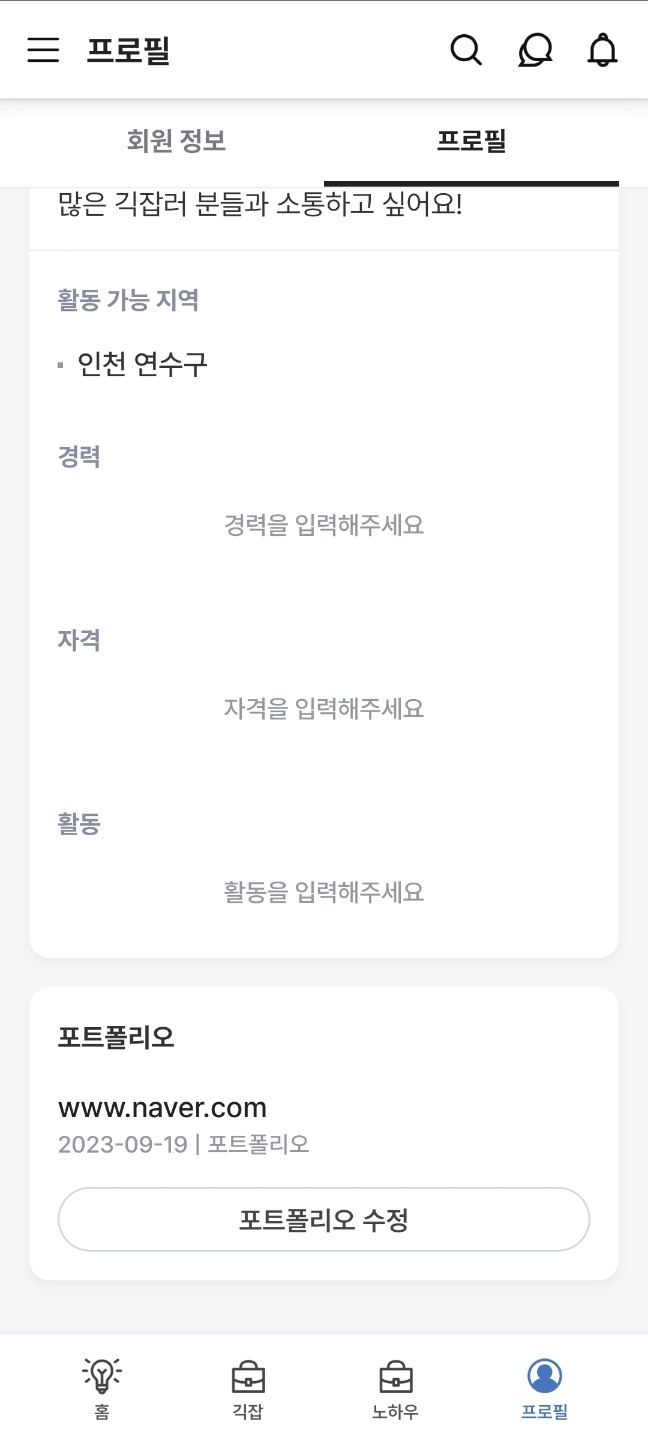 프로필
회원 정보
프로필
많은 긱잡러 분들과 소통하고 싶어요!
활동 가능 지역
인천 연수구
경력
경력을 입력해주세요
자격
자격을 입력해주세요
활동
활동을 입력해주세요
포트폴리오
www.naver.com
2023-09-19 | 포트폴리오
포트폴리오 수정
홈
긱잡
노하우
프로필